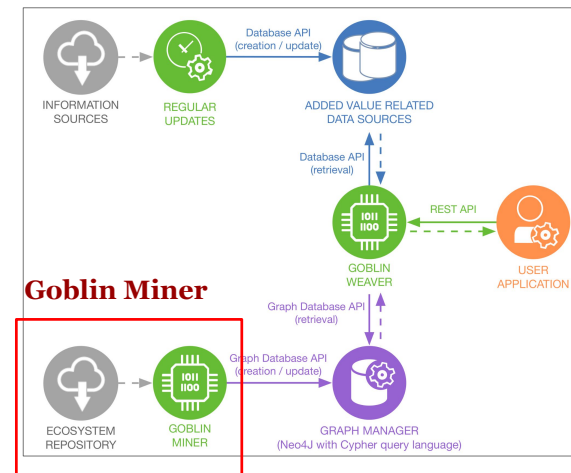 Database API
(creation / update)
INFORMATION
SOURCES
REGULAR
UPDATES
ADDED VALUE RELATED
DATA SOURCES
Database API
(retrieval)
REST API
1011
1100
GOBLIN
WEAVER
USER
APPLICATION
Goblin Miner
Graph Database API
(retrieval)
Graph Database API
(creation / update)
1011
1100
ECOSYSTEM
REPOSITORY
GOBLIN
MINER
GRAPH MANAGER
(Neo4J with Cypher query language)